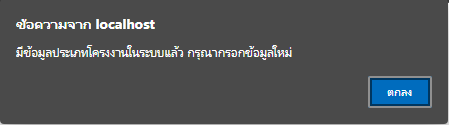 ข้อความจาก localhost
มีข้อมูลประเภทโครงงานในระบบแล้ว กรุณากรอกข้อมูลใหม่
ตกลง